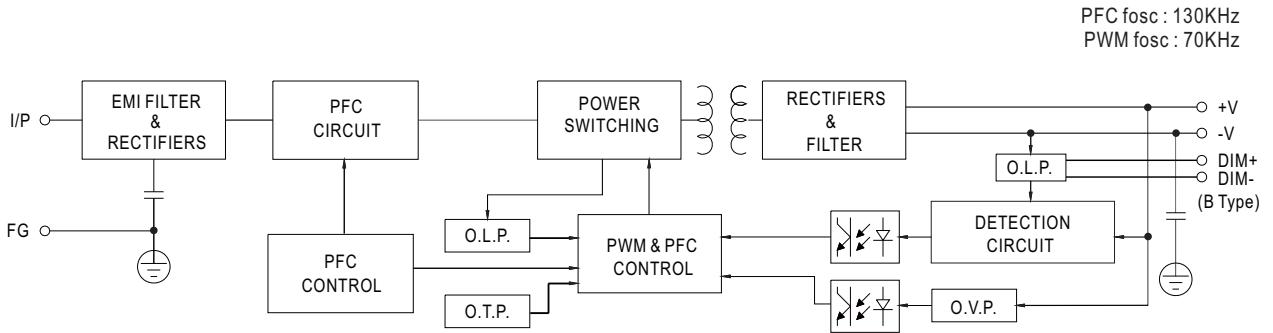 PFC fosc : 130KHz
PWM fosc : 70KHz
I/P
EMI FILTER
&
RECTIFIERS
PFC
CIRCUIT
POWER
SWITCHING
RECTIFIERS
&
FILTER
+V
-V
O.L.P.
DIM+
DIM-
(B Type)
FG
O.L.P.
PFC
CONTROL
PWM & PFC
CONTROL
DETECTION
CIRCUIT
O.T.P.
O.V.P.